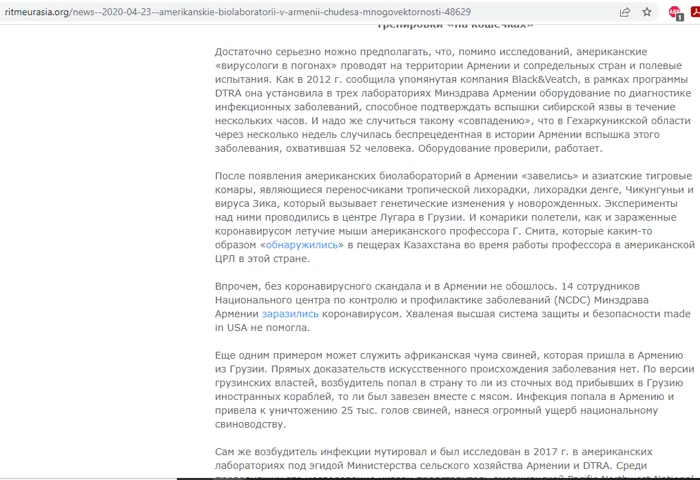 ritmeurasia.org/news--2020-04-23--amerikanskie-biolaboratorii-v-armenii-chudesa-mnogovektornosti-48629
1
Тренировки «на кошечках»
Достаточно серьезно можно предполагать, что, помимо исследований, американские
«вирусологи в погонах» проводят на территории Армении и сопредельных стран и полевые
испытания. Как в 2012 г. сообщила упомянутая компания Black&Veatch, в рамках программы
DTRA она установила в трех лабораториях Минздрава Армении оборудование по диагностике
инфекционных заболеваний, способное подтверждать вспышки сибирской язвы в течение
нескольких часов. И надо же случиться такому «совпадению», что в Гехаркуникской области
через несколько недель случилась беспрецедентная в истории Армении вспышка этого
заболевания, охватившая 52 человека. Оборудование проверили, работает.
После появления американских биолабораторий в Армении «завелись» и азиатские тигровые
комары, являющиеся переносчиками тропической лихорадки, лихорадки денге, Чикунгуньи и
вируса Зика, который вызывает генетические изменения у новорожденных. Эксперименты
над ними проводились в центре Лугара в Грузии. И комарики полетели, как и зараженные
коронавирусом летучие мыши американского профессора Г. Смита, которые каким-то
образом «обнаружились» в пещерах Казахстана во время работы профессора в американской
ЦРЛ в этой стране.
Впрочем, без коронавирусного скандала и в Армении не обошлось. 14 сотрудников
Национального центра по контролю и профилактике заболеваний (NCDC) Минздрава
Армении заразились коронавирусом. Хваленая высшая система защиты и безопасности made
in USA не помогла.
Еще одним примером может служить африканская чума свиней, которая пришла в Армению
из Грузии. Прямых доказательств искусственного происхождения заболевания нет. По версии
грузинских властей, возбудитель попал в страну то ли из сточных вод прибывших в Грузию
иностранных кораблей, то ли был завезен вместе с мясом. Инфекция попала в Армению и
привела к уничтожению 25 тыс. голов свиней, нанеся огромный ущерб национальному
свиноводству.
Сам же возбудитель инфекции мутировал и был исследован в 2017 г. в американских
лабораториях под эгидой Министерства сельского хозяйства Армении и DTRA. Среди